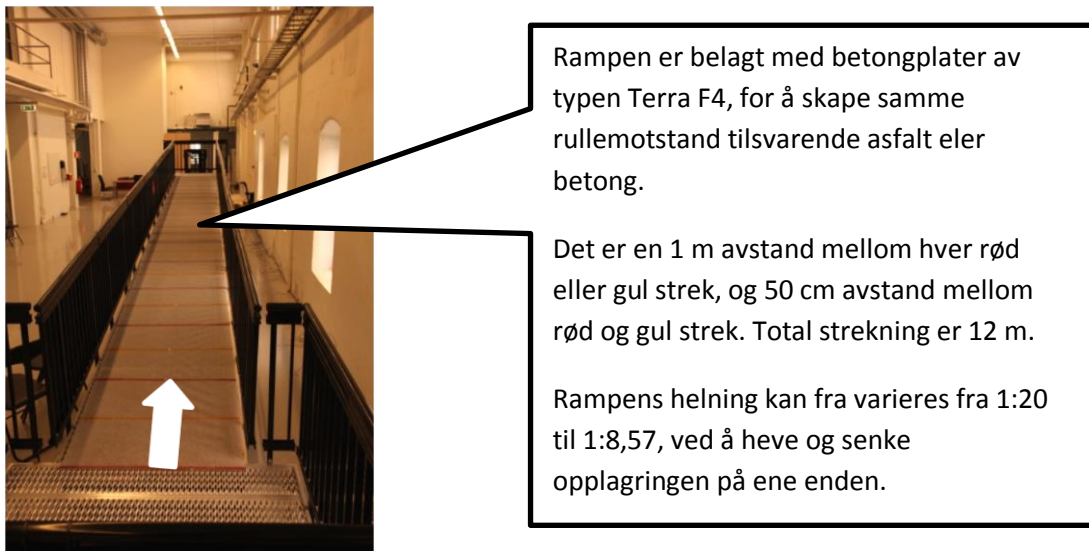 Rampen er belagt med betongplater av
typen Terra F4, for å skape samme
rullemotstand tilsvarende asfalt eler
betong.
Det er en 1 m avstand mellom hver rød
eller gul strek, og 50 cm avstand mellom
rød og gul strek. Total strekning er 12 m.
Rampens helning kan fra varieres fra 1:20
til 1:8,57, ved å heve og senke
opplagringen på ene enden.